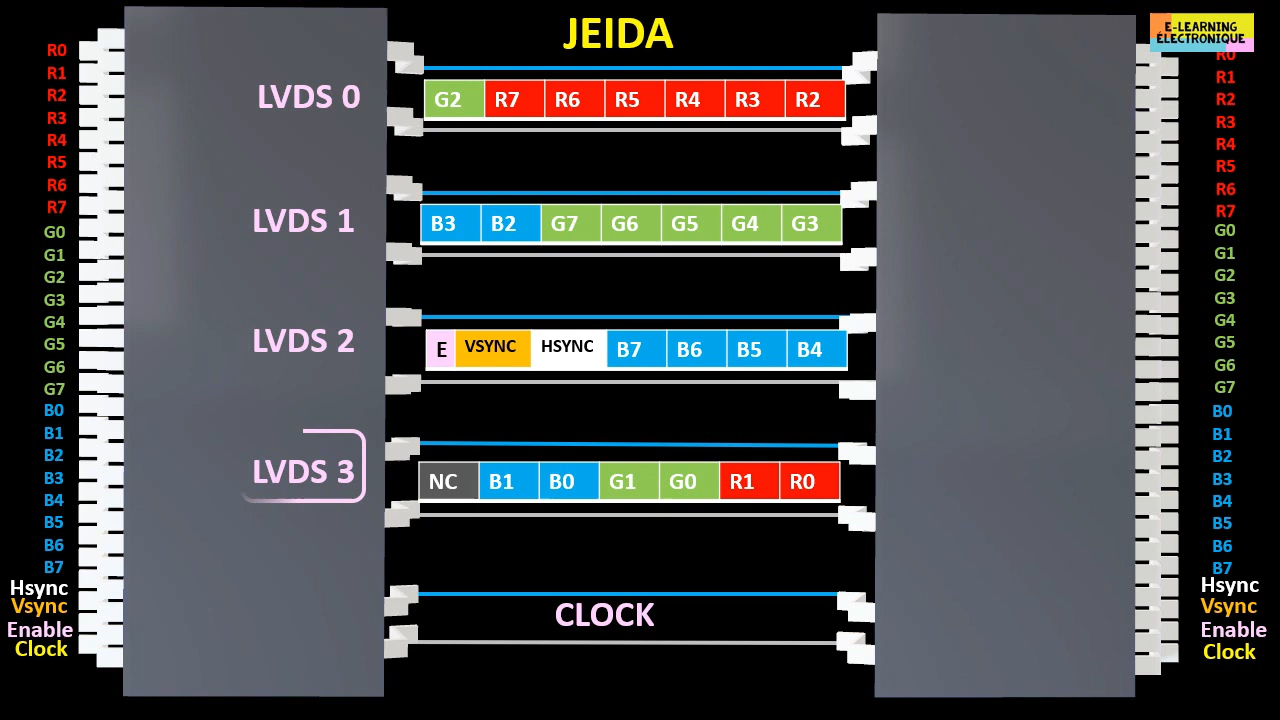 JEIDA
E-LEARNING
ÉLECTRONIQUE
R0
R1
R2
R3
R4
R5
R6
R7
G0
G1
G2
G3
G4
G5
G6
G7
B0
B1
B2
B3
B4
B5
B6
B7
Hsync
Vsync
Enable
Clock
LVDS 0
G2 R7 R6 R5 R4 R3 R2
LVDS 1
B3 B2 G7 G6 G5 G4 G3
LVDS 2
E VSYNC HSYNC B7 B6 B5 B4
LVDS 3
NC B1 B0 G1 G0 R1 R0
CLOCK
R0
R1
R2
R3
R4
R5
R6
R7
G0
G1
G2
G3
G4
G5
G6
G7
B0
B1
B2
B3
B4
B5
B6
B7
Hsync
Vsync
Enable
Clock